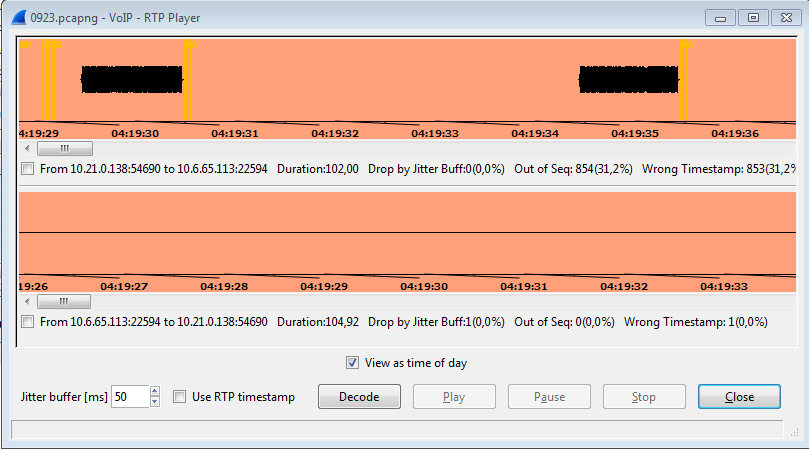 0923.pcapng - VoIP - RTP Player
4:19:29 04:19:30 04:19:31 04:19:32 04:19:33 04:19:34 04:19:35 04:19:36
From 10.21.0.138:54690 to 10.6.65.113:22594 Duration:102,00 Drop by Jitter Buff:0(0,0%) Out of Seq: 854(31,2%) Wrong Timestamp: 853(31,2%
19:26 04:19:27 04:19:28 04:19:29 04:19:30 04:19:31 04:19:32 04:19:33
From 10.6.65.113:22594 to 10.21.0.138:54690 Duration:104,92 Drop by Jitter Buff:1(0,0%) Out of Seq: 0(0,0%) Wrong Timestamp: 1(0,0%)
View as time of day
Jitter buffer [ms] 50 Use RTP timestamp Decode Play Pause Stop Close